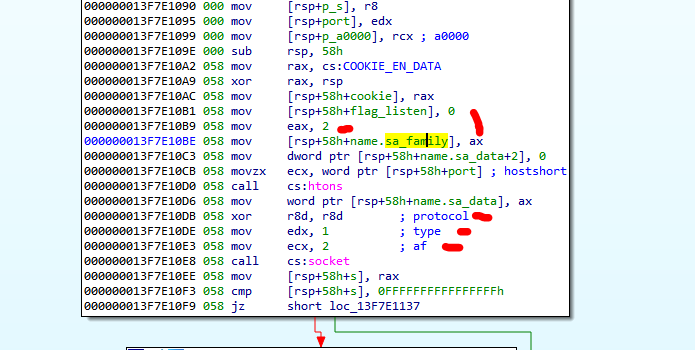 000000013F7E1090 000 mov [rsp+p_s], r8
000000013F7E1095 000 mov [rsp+port], edx
000000013F7E1099 000 mov [rsp+p_a0000], rcx ; a0000
000000013F7E109E 000 sub rsp, 58h
000000013F7E10A2 058 mov rax, cs:COOKIE_EN_DATA
000000013F7E10A9 058 xor rax, rsp
000000013F7E10AC 058 mov [rsp+58h+cookie], rax
000000013F7E10B1 058 mov [rsp+58h+flag_listen], 0
000000013F7E10B9 058 mov eax, 2
000000013F7E10BE 058 mov [rsp+58h+name.sa_family], ax
000000013F7E10C3 058 mov dword ptr [rsp+58h+name.sa_data+2], 0
000000013F7E10CB 058 movzx ecx, word ptr [rsp+58h+port] ; hostshort
000000013F7E10D0 058 call cs:htons
000000013F7E10D6 058 mov word ptr [rsp+58h+name.sa_data], ax
000000013F7E10DB 058 xor r8d, r8d ; protocol
000000013F7E10DE 058 mov edx, 1 ; type
000000013F7E10E3 058 mov ecx, 2 ; af
000000013F7E10E8 058 call cs:socket
000000013F7E10EE 058 mov [rsp+58h+s], rax
000000013F7E10F3 058 cmp [rsp+58h+s], 0FFFFFFFFFFFFFFFFh
000000013F7E10F9 058 jz short loc_13F7E1137